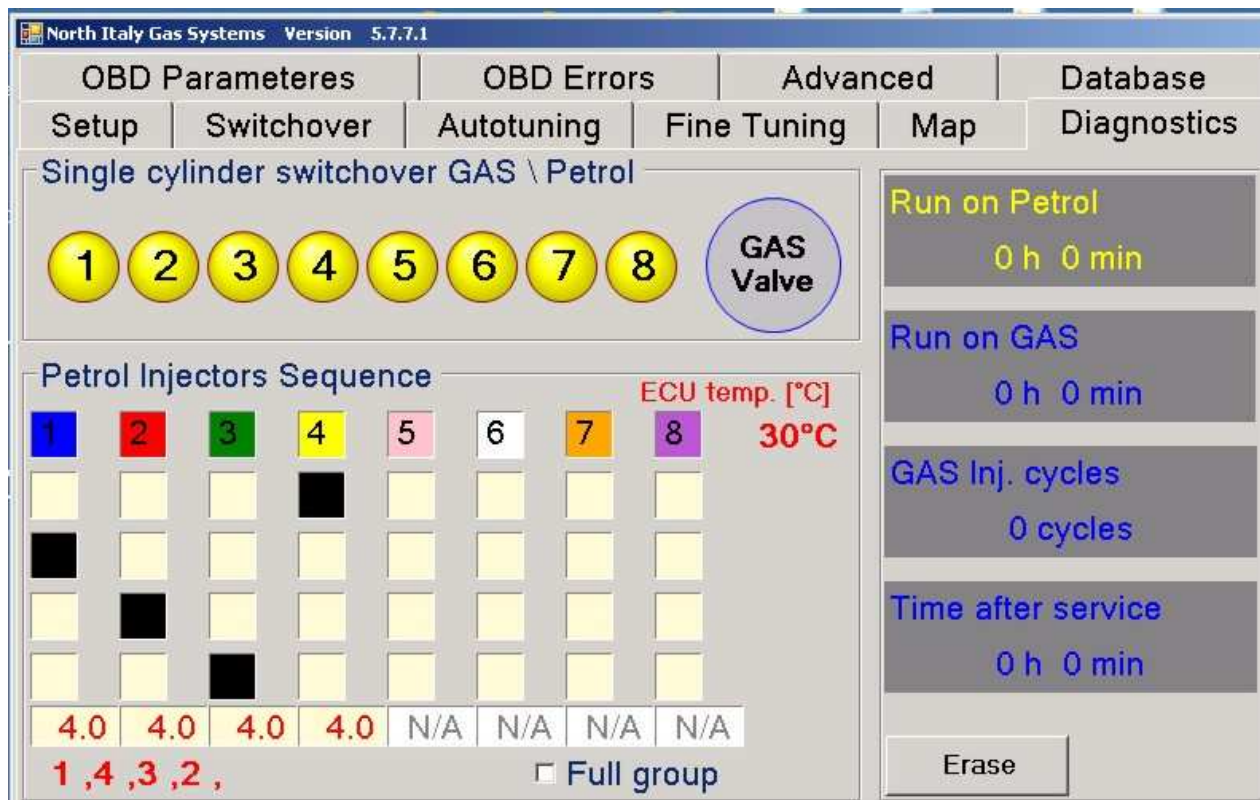 North Italy Gas Systems Version 5.7.7.1
OBD Parameteres OBD Errors Advanced Database
Setup Switchover Autotuning Fine Tuning Map Diagnostics
Single cylinder switchover GAS \ Petrol
1 2 3 4 5 6 7 8
GAS
Valve
Petrol Injectors Sequence
ECU temp. [°C]
1 2 3 4 5 6 7 8 30°C
4.0 4.0 4.0 4.0 N/A N/A N/A N/A
1 ,4 ,3 ,2 ,
Full group
Run on Petrol
0 h 0 min
Run on GAS
0 h 0 min
GAS Inj. cycles
0 cycles
Time after service
0 h 0 min
Erase